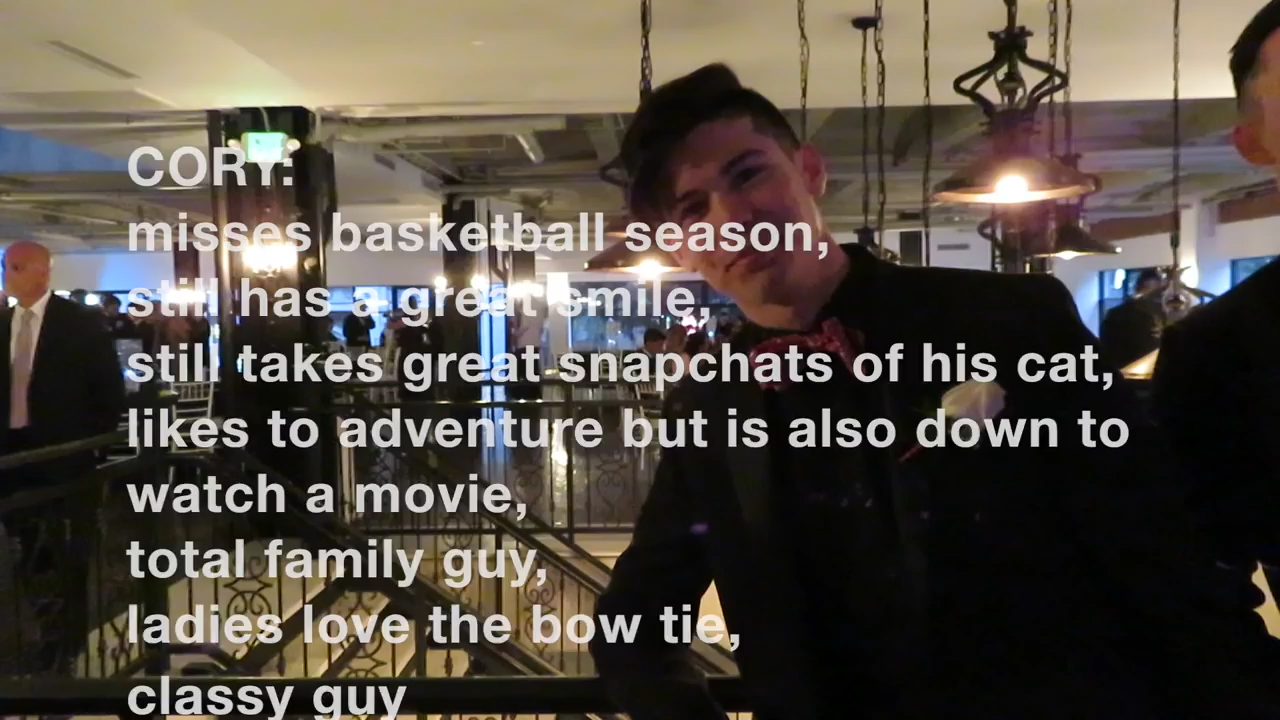 CORY:
misses basketball season,
still has a great smile,
still takes great snapchats of his cat,
likes to adventure but is also down to
watch a movie,
total family guy,
ladies love the bow tie,
classy guy